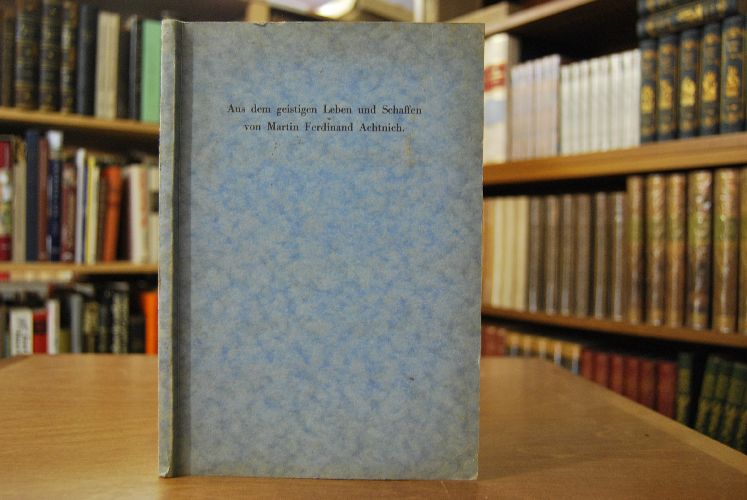 Aus dem geistigen Leben und Schaffen
von Martin Ferdinand Achtnich.